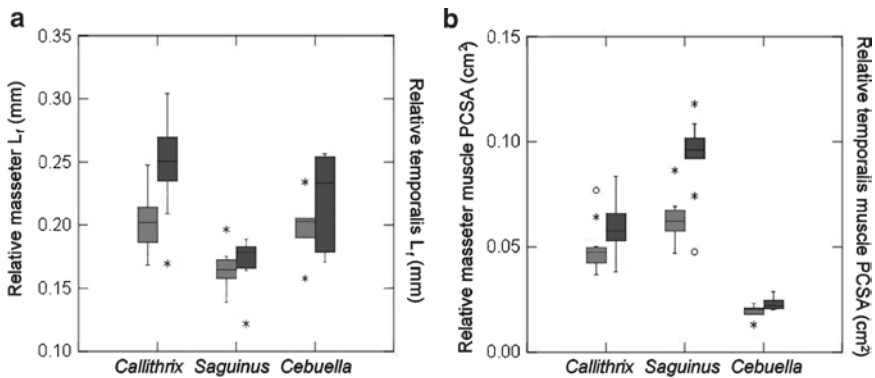 a
Relative masseter Lf (mm)
0.35
0.30
0.25
0.20
0.15
0.10
Callithrix Saguinus Cebuella
Relative temporalis Lf (mm)
b
Relative masseter muscle PCSA (cm²)
0.15
0.10
0.05
0.00
Callithrix Saguinus Cebuella
Relative temporalis muscle PCSA (cm²)